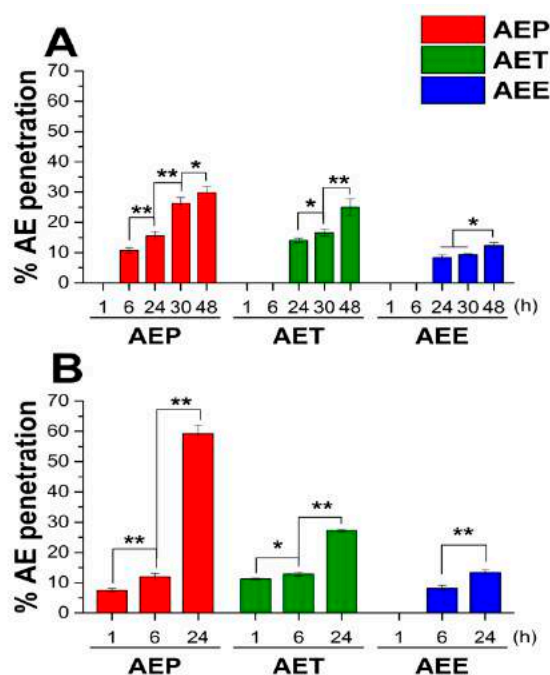 A
AEP
AET
AEE
% AE penetration
70
60
50
40
30
20
10
0
** ** * * ** *
1 6 24 30 48 1 6 24 30 48 1 6 24 30 48 (h)
AEP AET AEE
B
% AE penetration
70
60
50
40
30
20
10
0
** ** * ** **
1 6 24 1 6 24 1 6 24 (h)
AEP AET AEE